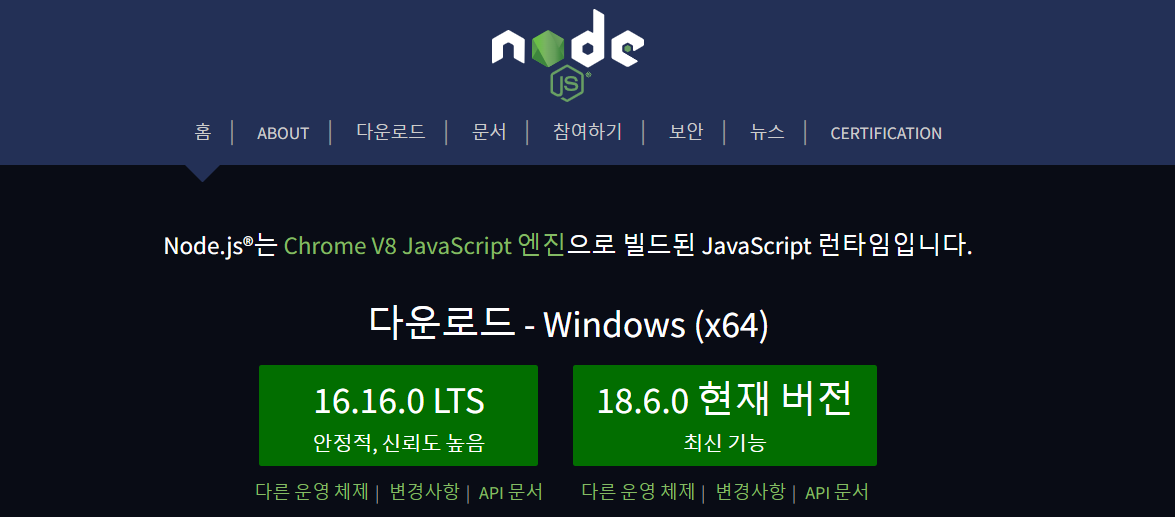 node
JS®
홈 | ABOUT | 다운로드 | 문서 | 참여하기 | 보안 | 뉴스 | CERTIFICATION
Node.js®는 Chrome V8 JavaScript 엔진으로 빌드된 JavaScript 런타임입니다.
다운로드 - Windows (x64)
16.16.0 LTS
안정적, 신뢰도 높음
18.6.0 현재 버전
최신 기능
다른 운영 체제 | 변경사항 | API 문서
다른 운영 체제 | 변경사항 | API 문서